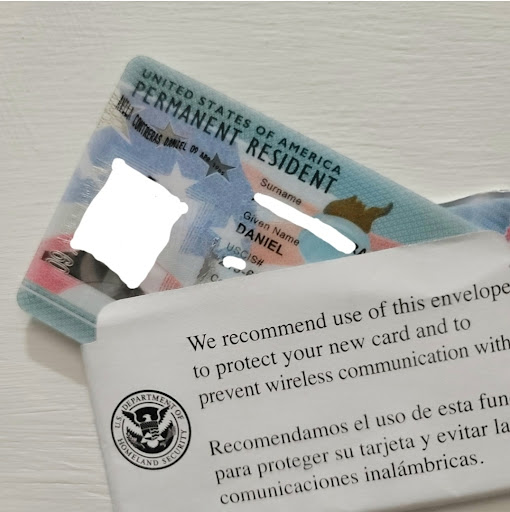 UNITED STATES OF AMERICA
PERMANENT RESIDENT
Surname
Given Name
DANIEL
USCIS#
We recommend use of this envelope
to protect your new card and to
prevent wireless communication with
U.S. DEPARTMENT OF
HOMELAND SECURITY
Recomendamos el uso de esta fun
para proteger su tarjeta y evitar la
comunicaciones inalámbricas.